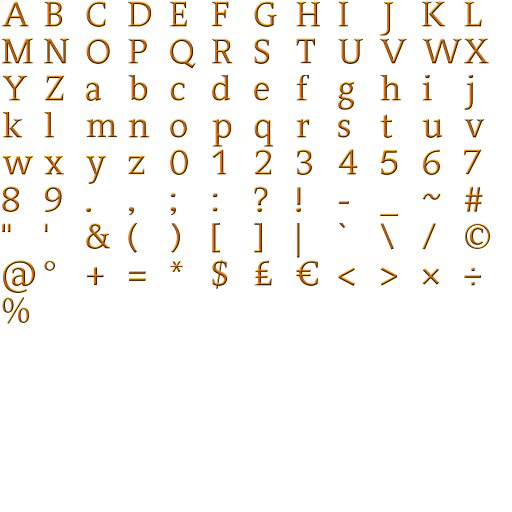 A B C D E F G H I J K L
M N O P Q R S T U V W X
Y Z a b c d e f g h i j
k l m n o p q r s t u v
w x y z 0 1 2 3 4 5 6 7
8 9 . , ; : ? ! - _ ~ #
" ' & ( ) [ ] | ` \ / ©
@ ° + = * $ £ € < > × ÷
%